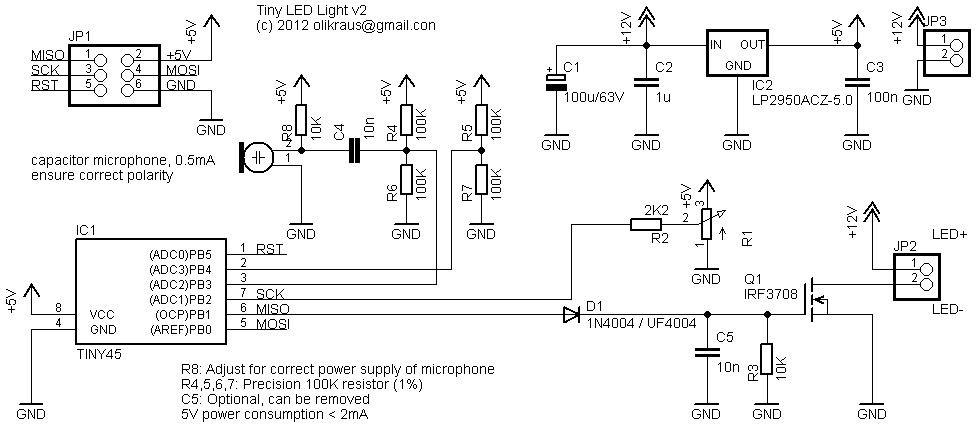 Tiny LED Light v2
(c) 2012 olikraus@gmail.con
JP1
MISO 1 2 +5V
SCK 3 4 MOSI
RST 5 6 GND
+5V
GND
+5V
R8
10K
2
1
C4
10n
+5V
R4
100K
R6
100K
GND
GND
+5V
R5
100K
R7
100K
GND
capacitor microphone, 0.5mA
ensure correct polarity
+12V
C1
+
100u/63V
GND
C2
1u
GND
IN OUT
GND
IC2
LP2950ACZ-5.0
GND
+5V
C3
100n
GND
+12V
JP3
1
2
GND
IC1
(ADC0)PB5 1 RST
(ADC3)PB4 2
(ADC2)PB3 3
(ADC1)PB2 7 SCK
(OCP)PB1 6 MISO
(AREF)PB0 5 MOSI
+5V
8 VCC
4 GND
TINY45
GND
2K2
R2
+5V
3
2
1
R1
GND
D1
1N4004 / UF4004
C5
10n
GND
R3
10K
GND
Q1
IRF3708
GND
+12V
JP2
1
2
LED+
LED-
R8: Adjust for correct power supply of microphone
R4,5,6,7: Precision 100K resistor (1%)
C5: Optional, can be removed
5V power consumption < 2mA